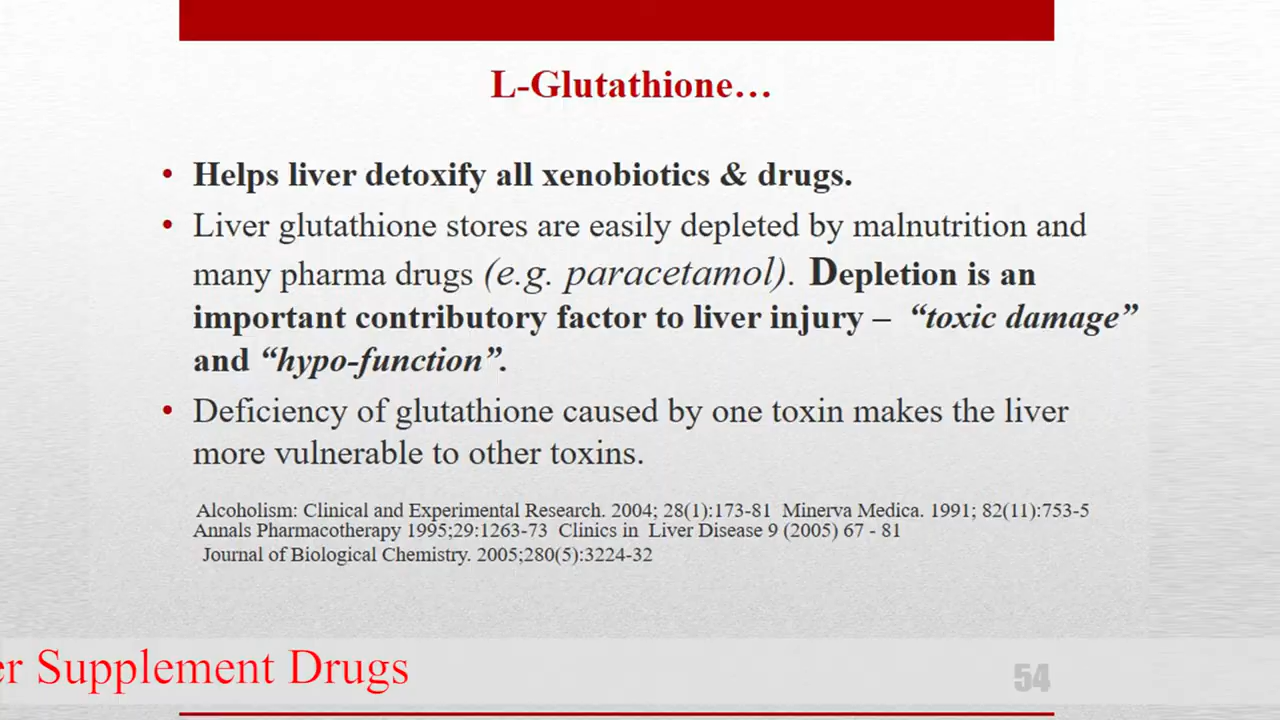 L-Glutathione…
• Helps liver detoxify all xenobiotics & drugs.
• Liver glutathione stores are easily depleted by malnutrition and
many pharma drugs (e.g. paracetamol). Depletion is an
important contributory factor to liver injury – “toxic damage”
and “hypo-function”.
• Deficiency of glutathione caused by one toxin makes the liver
more vulnerable to other toxins.
Alcoholism: Clinical and Experimental Research. 2004; 28(1):173-81 Minerva Medica. 1991; 82(11):753-5
Annals Pharmacotherapy 1995;29:1263-73 Clinics in Liver Disease 9 (2005) 67 - 81
Journal of Biological Chemistry. 2005;280(5):3224-32
er Supplement Drugs
54